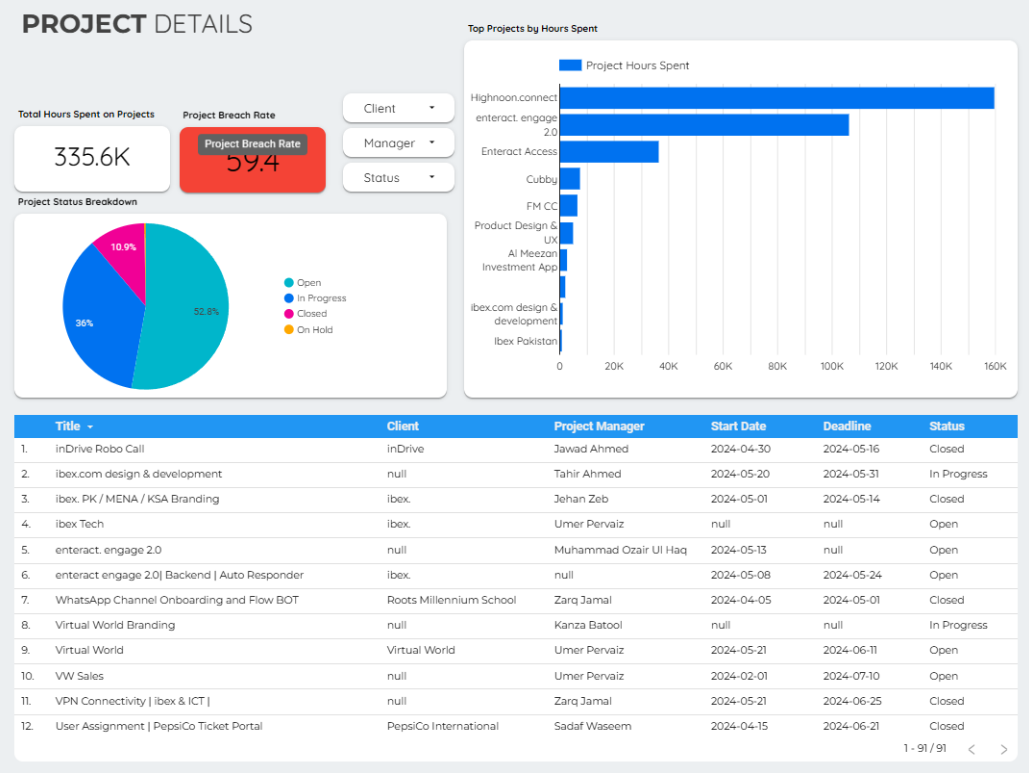 PROJECT DETAILS
Total Hours Spent on Projects
335.6K
Project Breach Rate
Project Breach Rate
59.4
Client
Manager
Status
Project Status Breakdown
10.9%
52.8%
36%
Open
In Progress
Closed
On Hold
Top Projects by Hours Spent
Project Hours Spent
Highnoon.connect
enteract. engage
2.0
Enteract Access
Cubby
FM CC
Product Design &
UX
Al Meezan
Investment App
ibex.com design &
development
Ibex Pakistan
0 20K 40K 60K 80K 100K 120K 140K 160K
Title Client Project Manager Start Date Deadline Status
1. inDrive Robo Call inDrive Jawad Ahmed 2024-04-30 2024-05-16 Closed
2. ibex.com design & development null Tahir Ahmed 2024-05-20 2024-05-31 In Progress
3. ibex. PK / MENA / KSA Branding ibex. Jehan Zeb 2024-05-01 2024-05-14 Closed
4. ibex Tech ibex. Umer Pervaiz null null Open
5. enteract. engage 2.0 null Muhammad Ozair Ul Haq 2024-05-13 null Open
6. enteract engage 2.0| Backend | Auto Responder ibex. null 2024-05-08 2024-05-24 Open
7. WhatsApp Channel Onboarding and Flow BOT Roots Millennium School Zarq Jamal 2024-04-05 2024-05-01 Closed
8. Virtual World Branding null Kanza Batool null null In Progress
9. Virtual World Virtual World Umer Pervaiz 2024-05-21 2024-06-11 Open
10. VW Sales null Umer Pervaiz 2024-02-01 2024-07-10 Open
11. VPN Connectivity | ibex & ICT | null Zarq Jamal 2024-05-21 2024-06-25 Closed
12. User Assignment | PepsiCo Ticket Portal PepsiCo International Sadaf Waseem 2024-04-15 2024-06-21 Closed
1 - 91 / 91